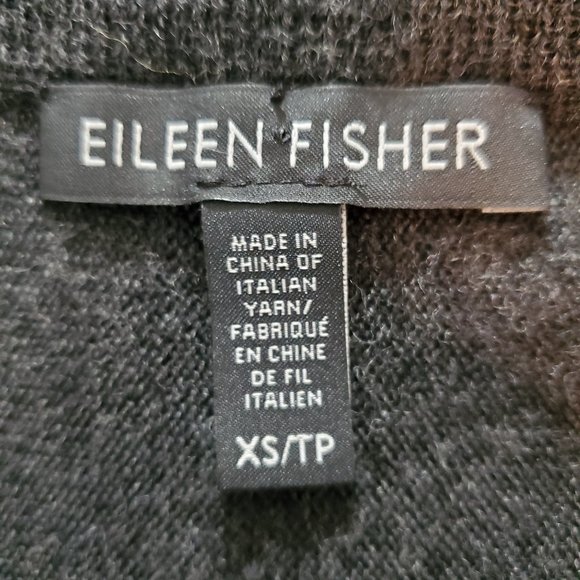 EILEEN FISHER
MADE IN
CHINA OF
ITALIAN
YARN/
FABRIQUÉ
EN CHINE
DE FIL
ITALIEN
XS/TP